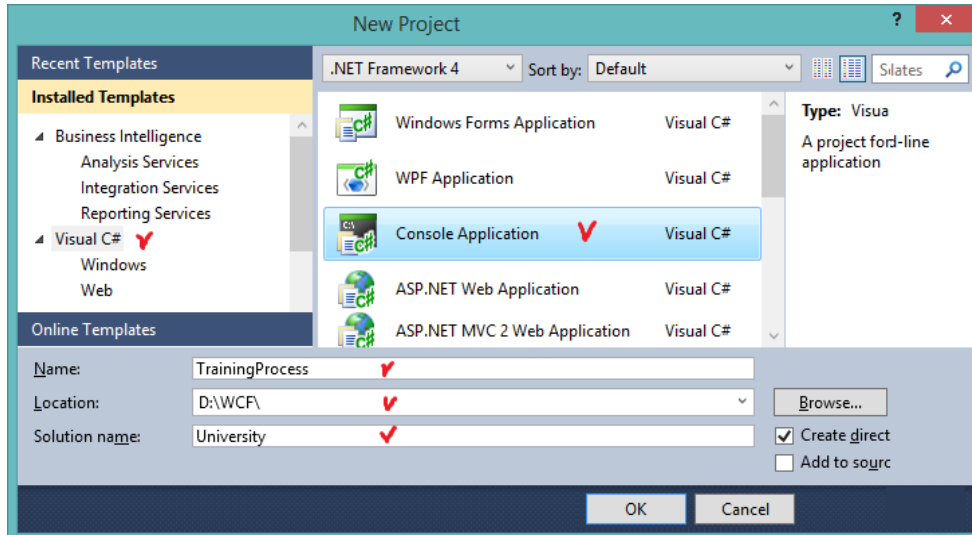 New Project
?
Recent Templates
Installed Templates
Business Intelligence
Analysis Services
Integration Services
Reporting Services
Visual C#
Windows
Web
Online Templates
.NET Framework 4 Sort by: Default Silates
Windows Forms Application Visual C#
WPF Application Visual C#
Console Application Visual C#
ASP.NET Web Application Visual C#
ASP.NET MVC 2 Web Application Visual C#
Type: Visua
A project ford-line
application
Name: TrainingProcess
Location: D:\WCF\ Browse...
Solution name: University
Create direct
Add to sourc
OK Cancel